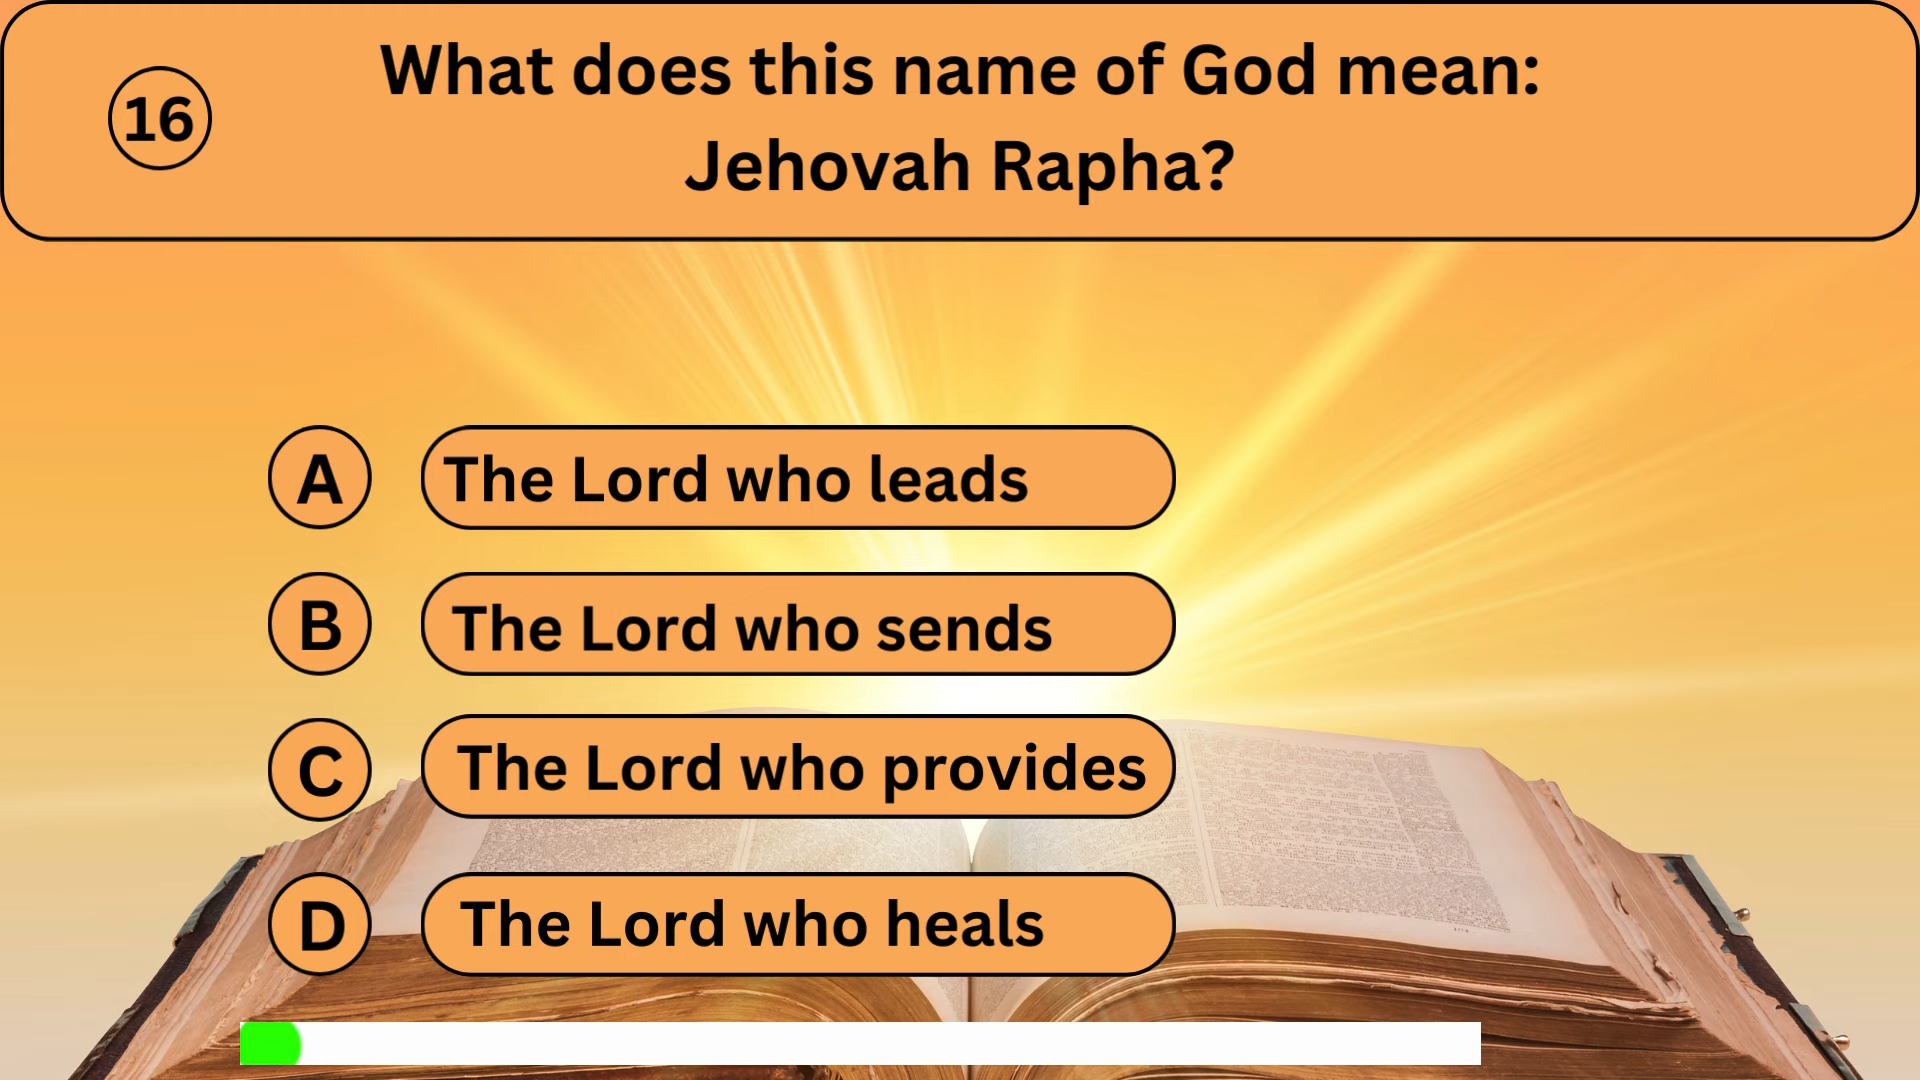 16
What does this name of God mean:
Jehovah Rapha?
A The Lord who leads
B The Lord who sends
C The Lord who provides
D The Lord who heals